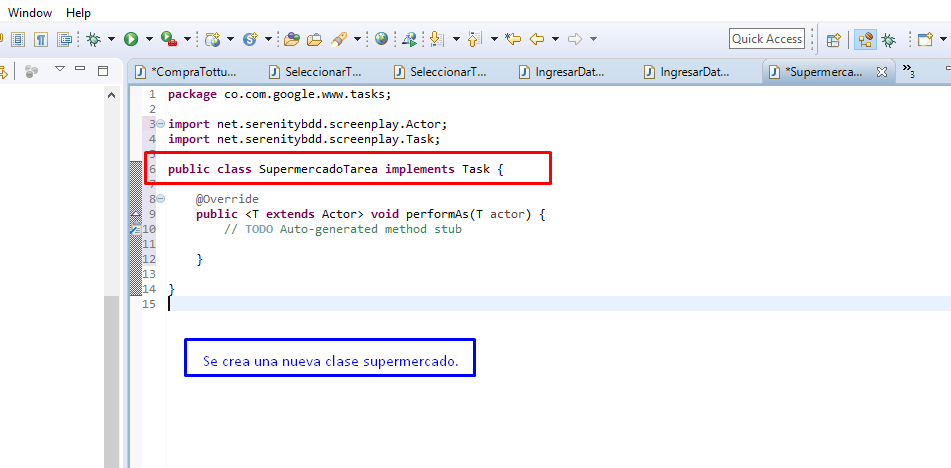 Window Help
Quick Access
*CompraTottu... SeleccionarT... SeleccionarT... IngresarDat... IngresarDat... *Supermerca... »3
1 package co.com.google.www.tasks;
2
3 import net.serenitybdd.screenplay.Actor;
4 import net.serenitybdd.screenplay.Task;
5
6 public class SupermercadoTarea implements Task {
7
8 @Override
9 public <T extends Actor> void performAs(T actor) {
10 // TODO Auto-generated method stub
11
12 }
13
14 }
15
Se crea una nueva clase supermercado.